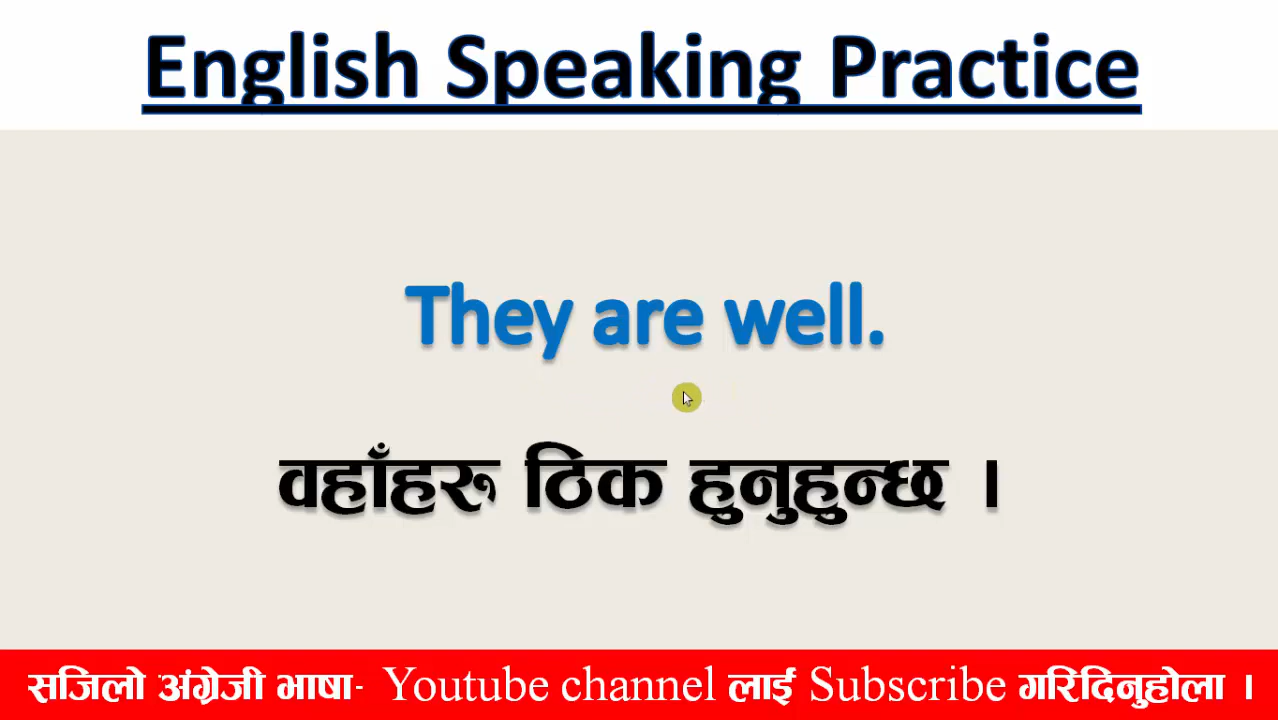 English Speaking Practice
They are well.
वहाँहरू ठिक हुनुहुन्छ ।
सजिलो अंग्रेजी भाषा- Youtube channel लाई Subscribe गरिदिनुहोला ।